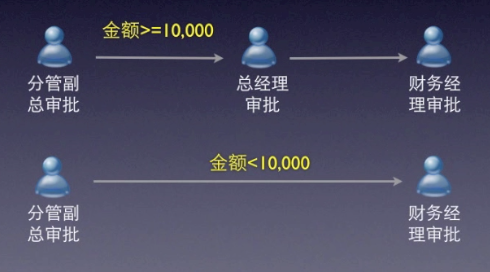 金额>=10,000
分管副
总审批
总经理
审批
财务经
理审批
金额<10,000
分管副
总审批
财务经
理审批